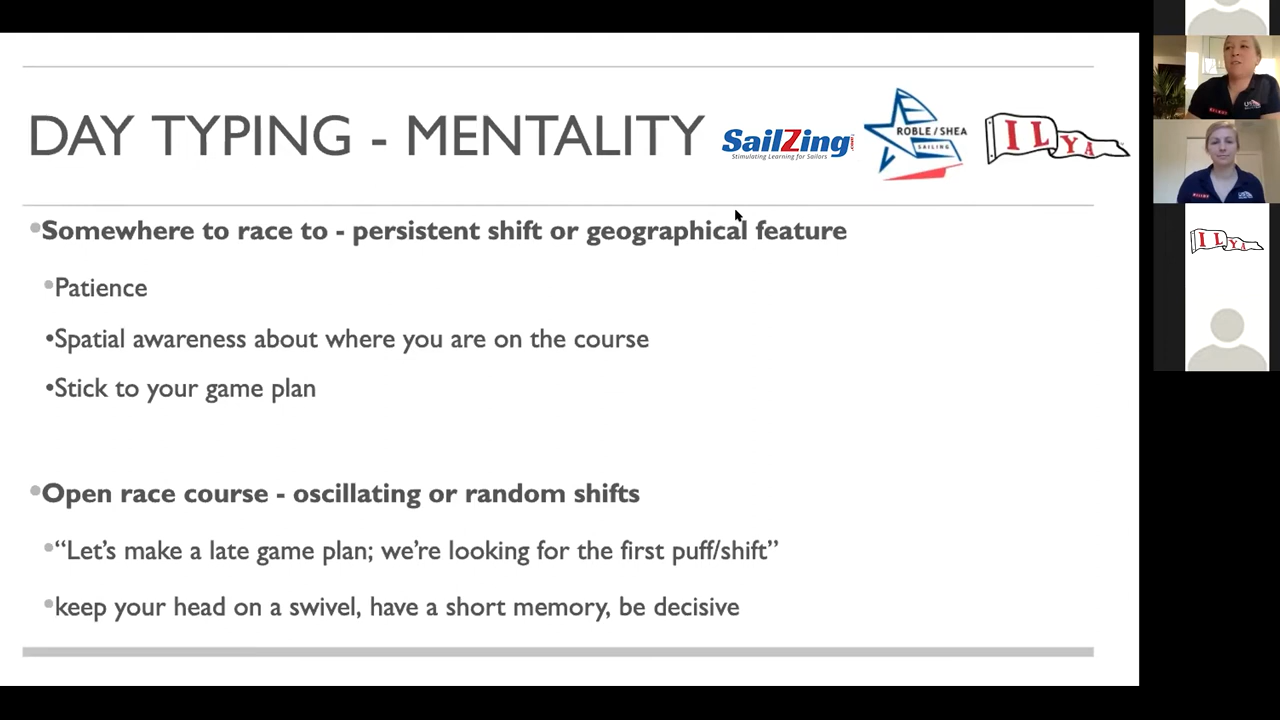 DAY TYPING - MENTALITY
SailZing
Stimulating Learning for Sailors
ROBLE / SHEA
SAILING
ILYA
•Somewhere to race to - persistent shift or geographical feature
•Patience
•Spatial awareness about where you are on the course
•Stick to your game plan
•Open race course - oscillating or random shifts
•“Let’s make a late game plan; we’re looking for the first puff/shift”
•keep your head on a swivel, have a short memory, be decisive
ILYA